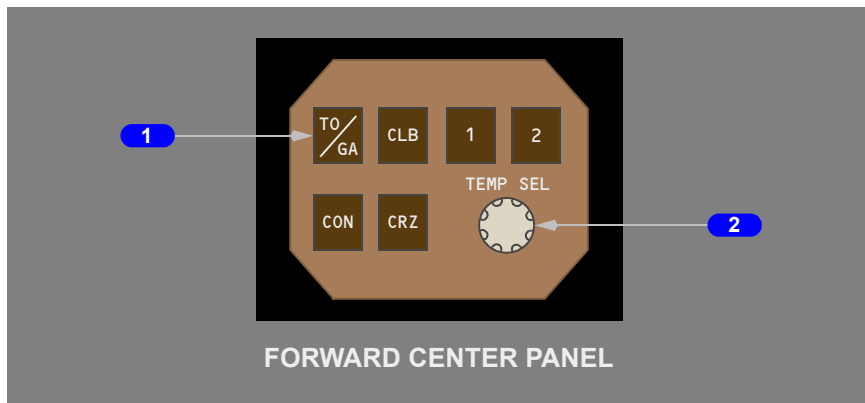 TO/GA CLB 1 2
1
TEMP SEL
CON CRZ
2
FORWARD CENTER PANEL